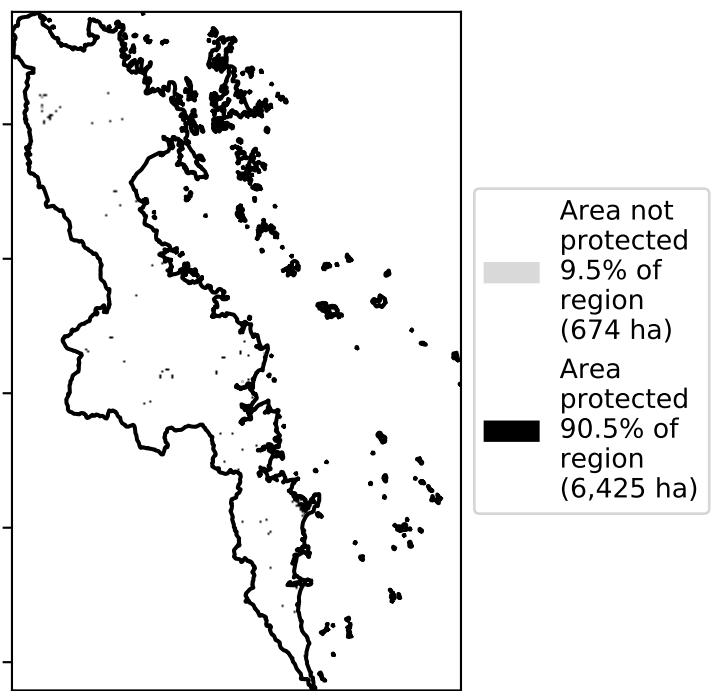 Area not
protected
9.5% of
region
(674 ha)
Area
protected
90.5% of
region
(6,425 ha)